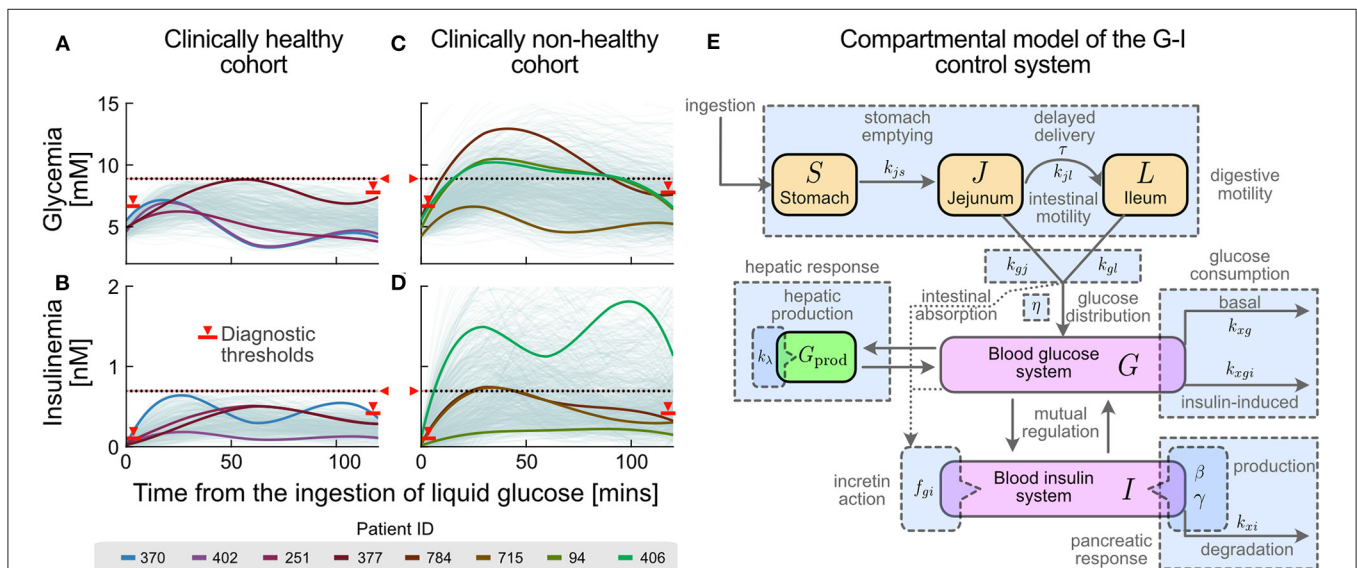 A
Clinically healthy
cohort
C
Clinically non-healthy
cohort
E
Compartmental model of the G-I
control system
Glycemia
[mM]
15
10
5
B
D
Insulinemia
[nM]
2
1
0
Diagnostic
thresholds
0
50
100
0
50
100
Time from the ingestion of liquid glucose [mins]
Patient ID
370
402
251
377
784
715
94
406
ingestion
stomach
emptying
delayed
delivery
S
Stomach
k_js
J
Jejunum
τ
k_jl
intestinal
motility
L
Ileum
digestive
motility
k_gj
k_gl
hepatic response
hepatic
production
k_λ
G_prod
intestinal
absorption
η
glucose
distribution
glucose
consumption
basal
k_xg
k_xgi
insulin-induced
Blood glucose
system
G
mutual
regulation
incretin
action
f_gi
Blood insulin
system
I
β
γ
production
k_xi
degradation
pancreatic
response